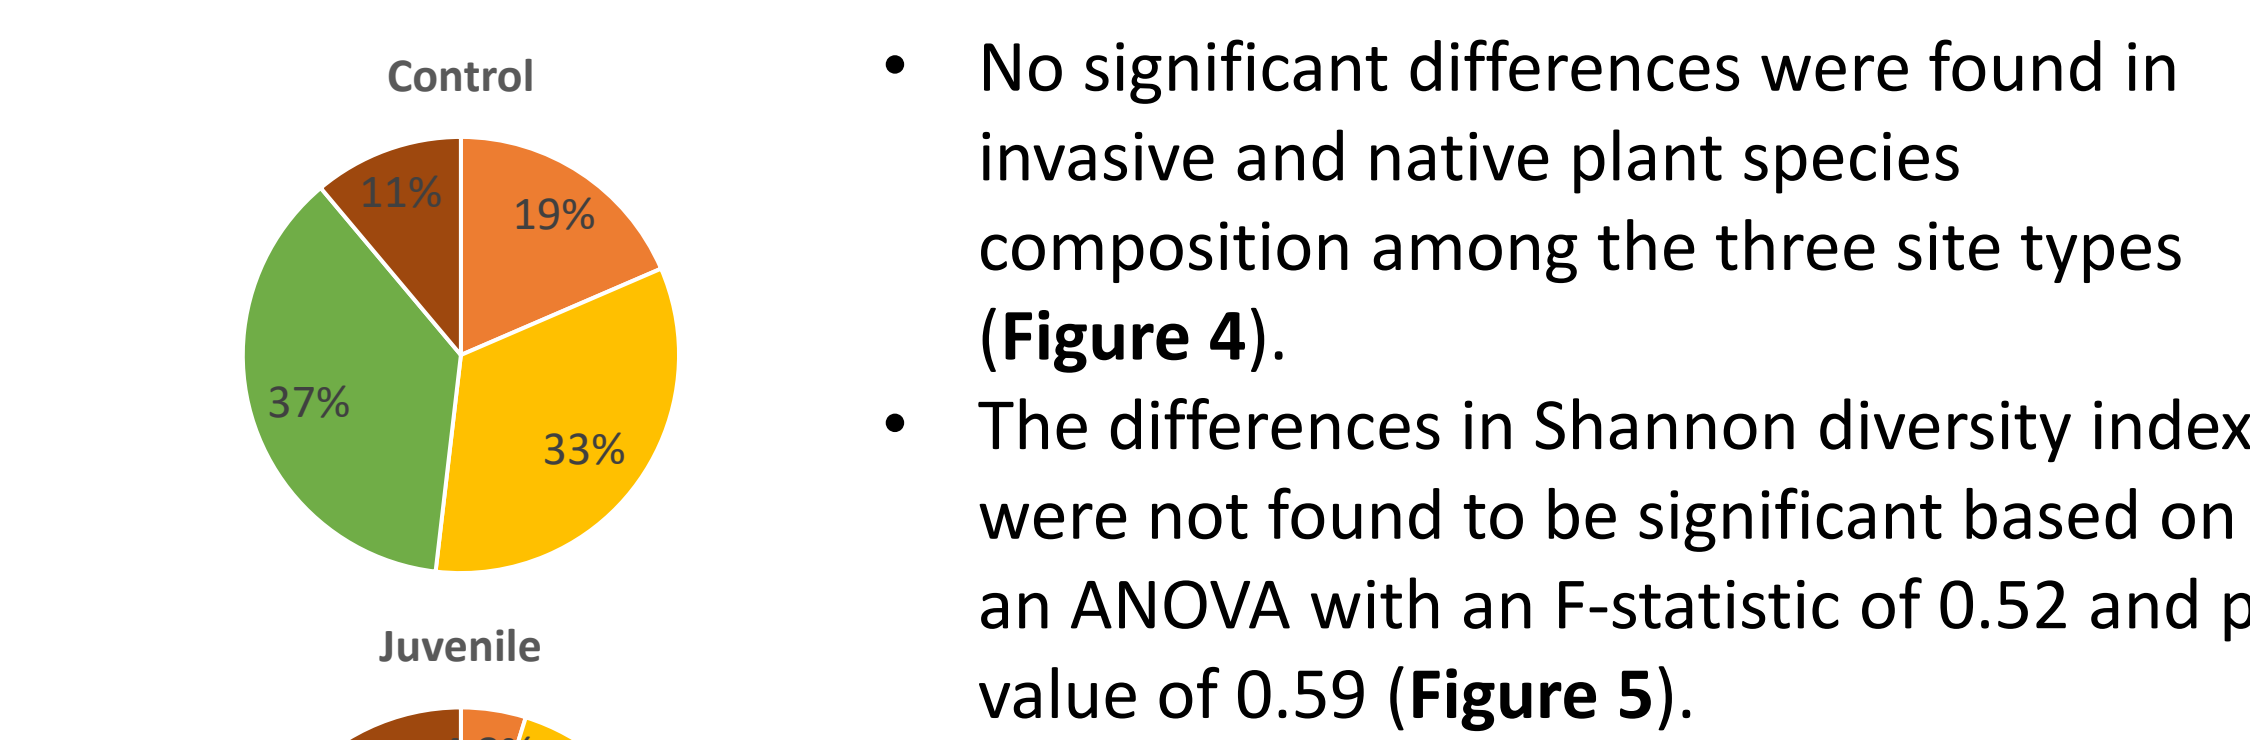 Control
11%
19%
37%
33%
Juvenile
• No significant differences were found in
invasive and native plant species
composition among the three site types
(Figure 4).
• The differences in Shannon diversity index
were not found to be significant based on
an ANOVA with an F-statistic of 0.52 and p
value of 0.59 (Figure 5).